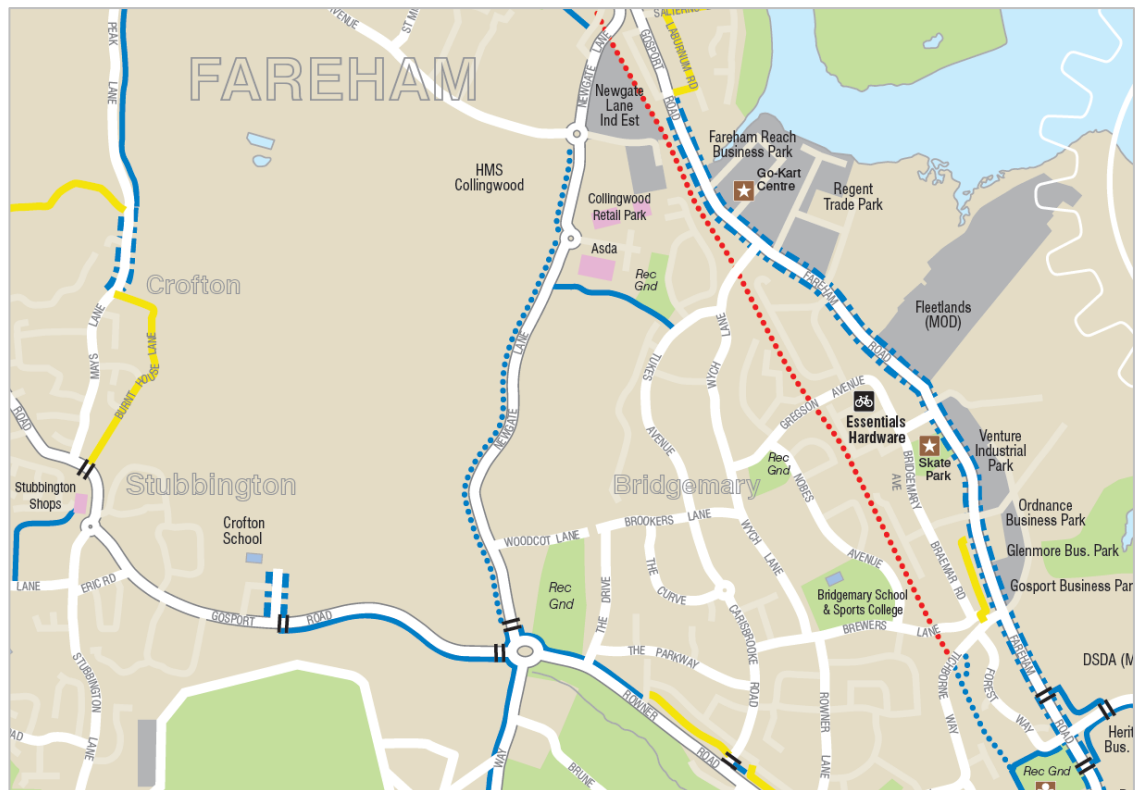 AVENUE
ST MI
SALTERNS
LABURNUM RD
PEAK
LANE
FAREHAM
NEWGATE LANE
GOSPORT
ROAD
Newgate
Lane
Ind Est
Fareham Reach
Business Park
Go-Kart
Centre
HMS
Collingwood
Regent
Trade Park
Collingwood
Retail Park
Asda
Rec
Gnd
Crofton
FAREHAM
ROAD
Fleetlands
(MOD)
LANE
MAYS
BURNT HOUSE LANE
NEWGATE
LANE
TUKES
AVENUE
WYCH
LANE
GREGSON
AVENUE
Essentials
Hardware
Skate
Park
Venture
Industrial
Park
ROAD
Stubbington
Shops
Stubbington
Bridgemary
Rec
Gnd
NOBES
AVENUE
BRIDGEMARY
AVE
Crofton
School
WOODCOT LANE
BROOKERS LANE
WYCH
LANE
Ordnance
Business Park
Glenmore Bus. Park
Gosport Business Par
BRAEMAR RD
LANE
ERIC RD
GOSPORT
ROAD
Rec
Gnd
THE DRIVE
THE
CURVE
CARISBROOKE
ROAD
Bridgemary School
& Sports College
BREWERS
LANE
THE PARKWAY
ROWNER
ROAD
ROWNER
LANE
TICHBORNE
WAY
FOREST
WAY
FAREHAM
ROAD
DSDA (M
Herit
Bus.
STUBBINGTON
LANE
AD
WAY
BRUNE
Rec Gnd